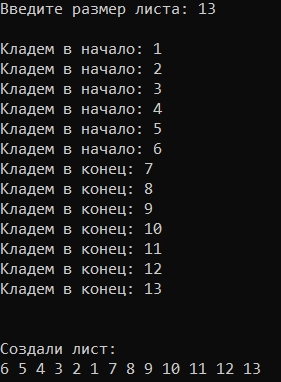 Введите размер листа: 13
Кладем в начало: 1
Кладем в начало: 2
Кладем в начало: 3
Кладем в начало: 4
Кладем в начало: 5
Кладем в начало: 6
Кладем в конец: 7
Кладем в конец: 8
Кладем в конец: 9
Кладем в конец: 10
Кладем в конец: 11
Кладем в конец: 12
Кладем в конец: 13
Создали лист:
6 5 4 3 2 1 7 8 9 10 11 12 13